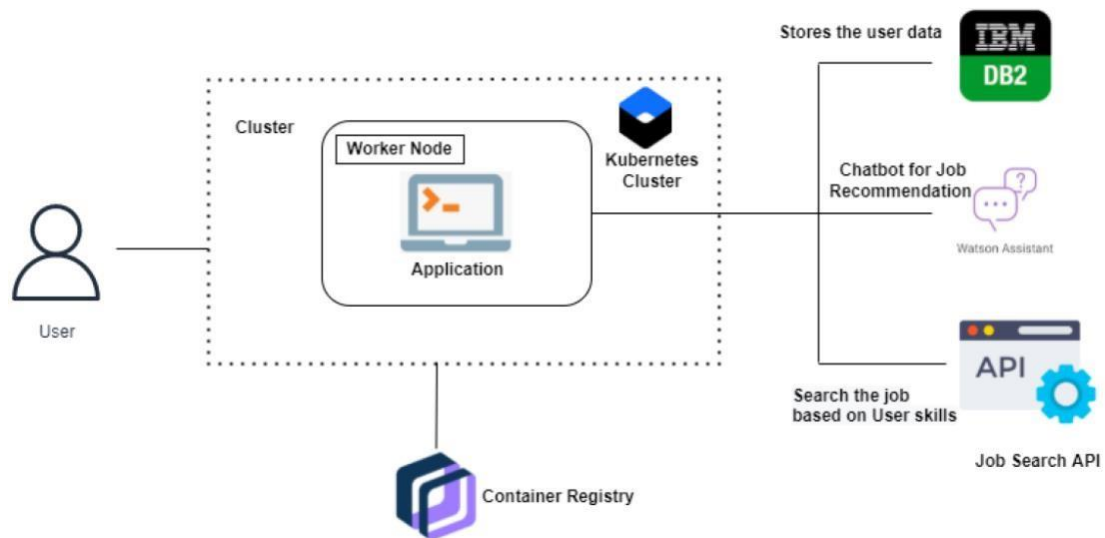 Stores the user data
IBM
DB2
Cluster
Worker Node
Kubernetes
Cluster
Application
Chatbot for Job
Recommendation
?
Watson Assistant
User
API
Search the job
based on User skills
Job Search API
Container Registry